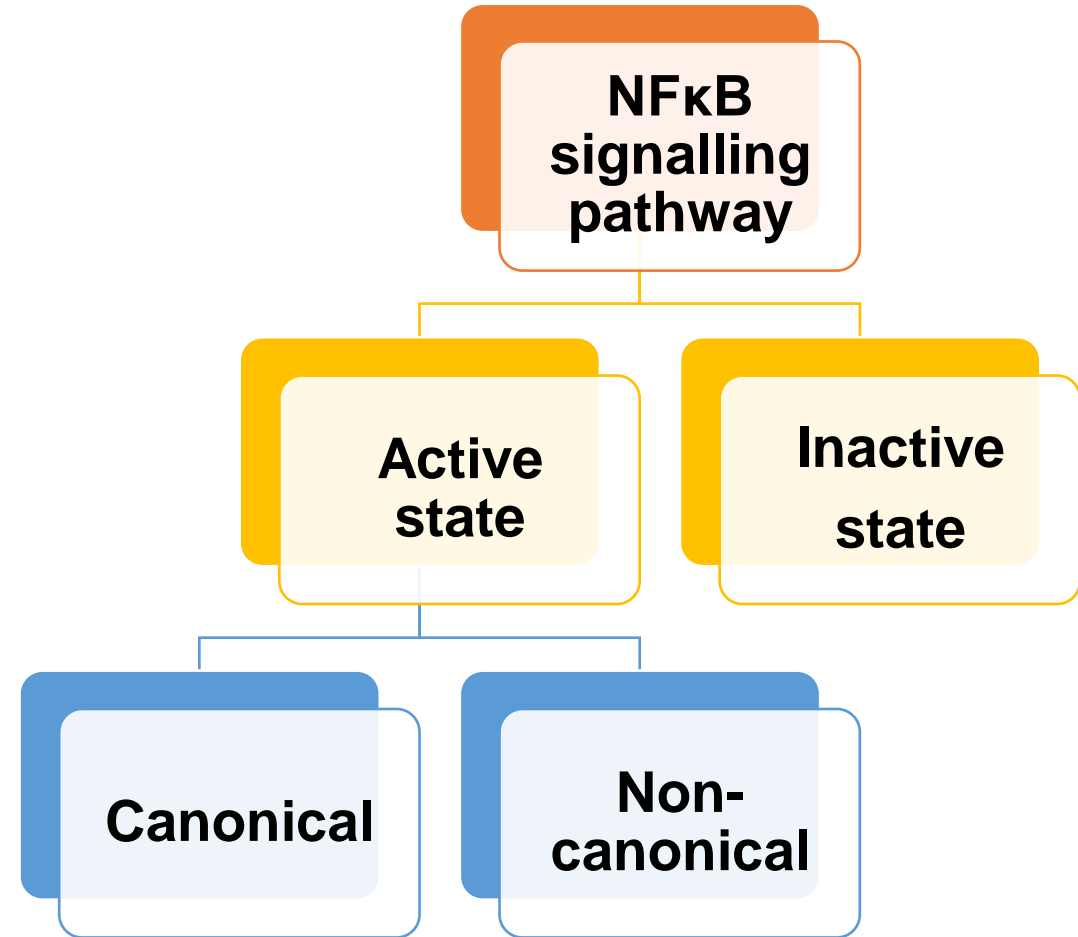 NFκB
signalling
pathway
Active
state
Inactive
state
Canonical
Non-
canonical